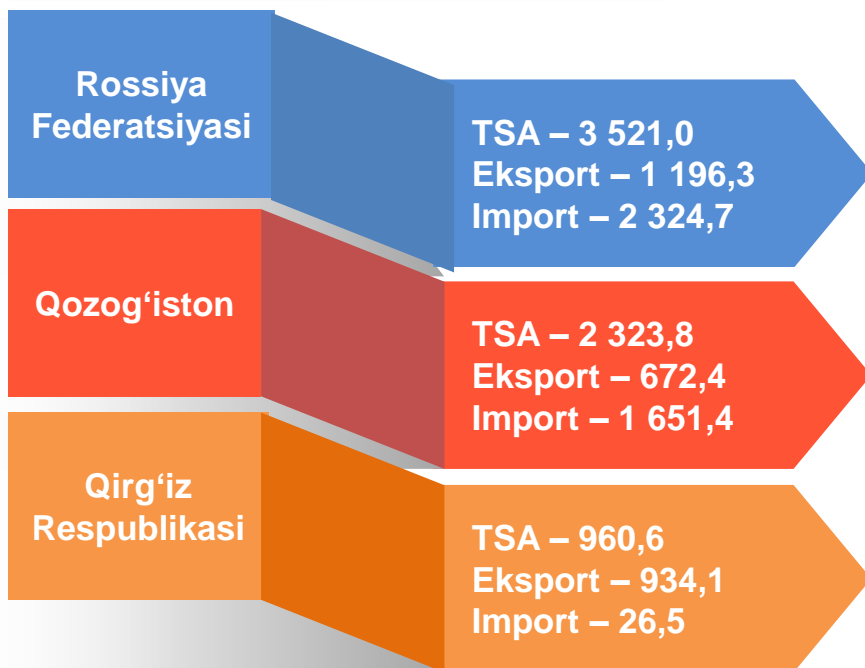 Rossiya
Federatsiyasi
TSA – 3 521,0
Eksport – 1 196,3
Import – 2 324,7
Qozog‘iston
TSA – 2 323,8
Eksport – 672,4
Import – 1 651,4
Qirg‘iz
Respublikasi
TSA – 960,6
Eksport – 934,1
Import – 26,5